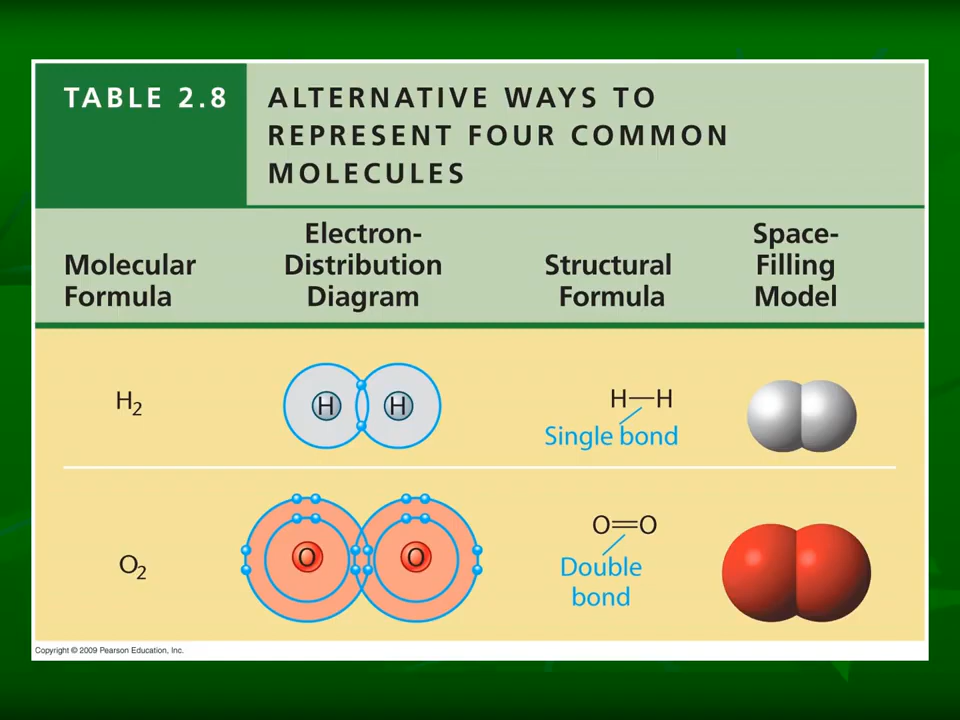 TABLE 2.8
ALTERNATIVE WAYS TO
REPRESENT FOUR COMMON
MOLECULES
Molecular
Formula
Electron-
Distribution
Diagram
Structural
Formula
Space-
Filling
Model
H₂
H H
H—H
Single bond
O₂
O O
O=O
Double
bond
Copyright © 2009 Pearson Education, Inc.